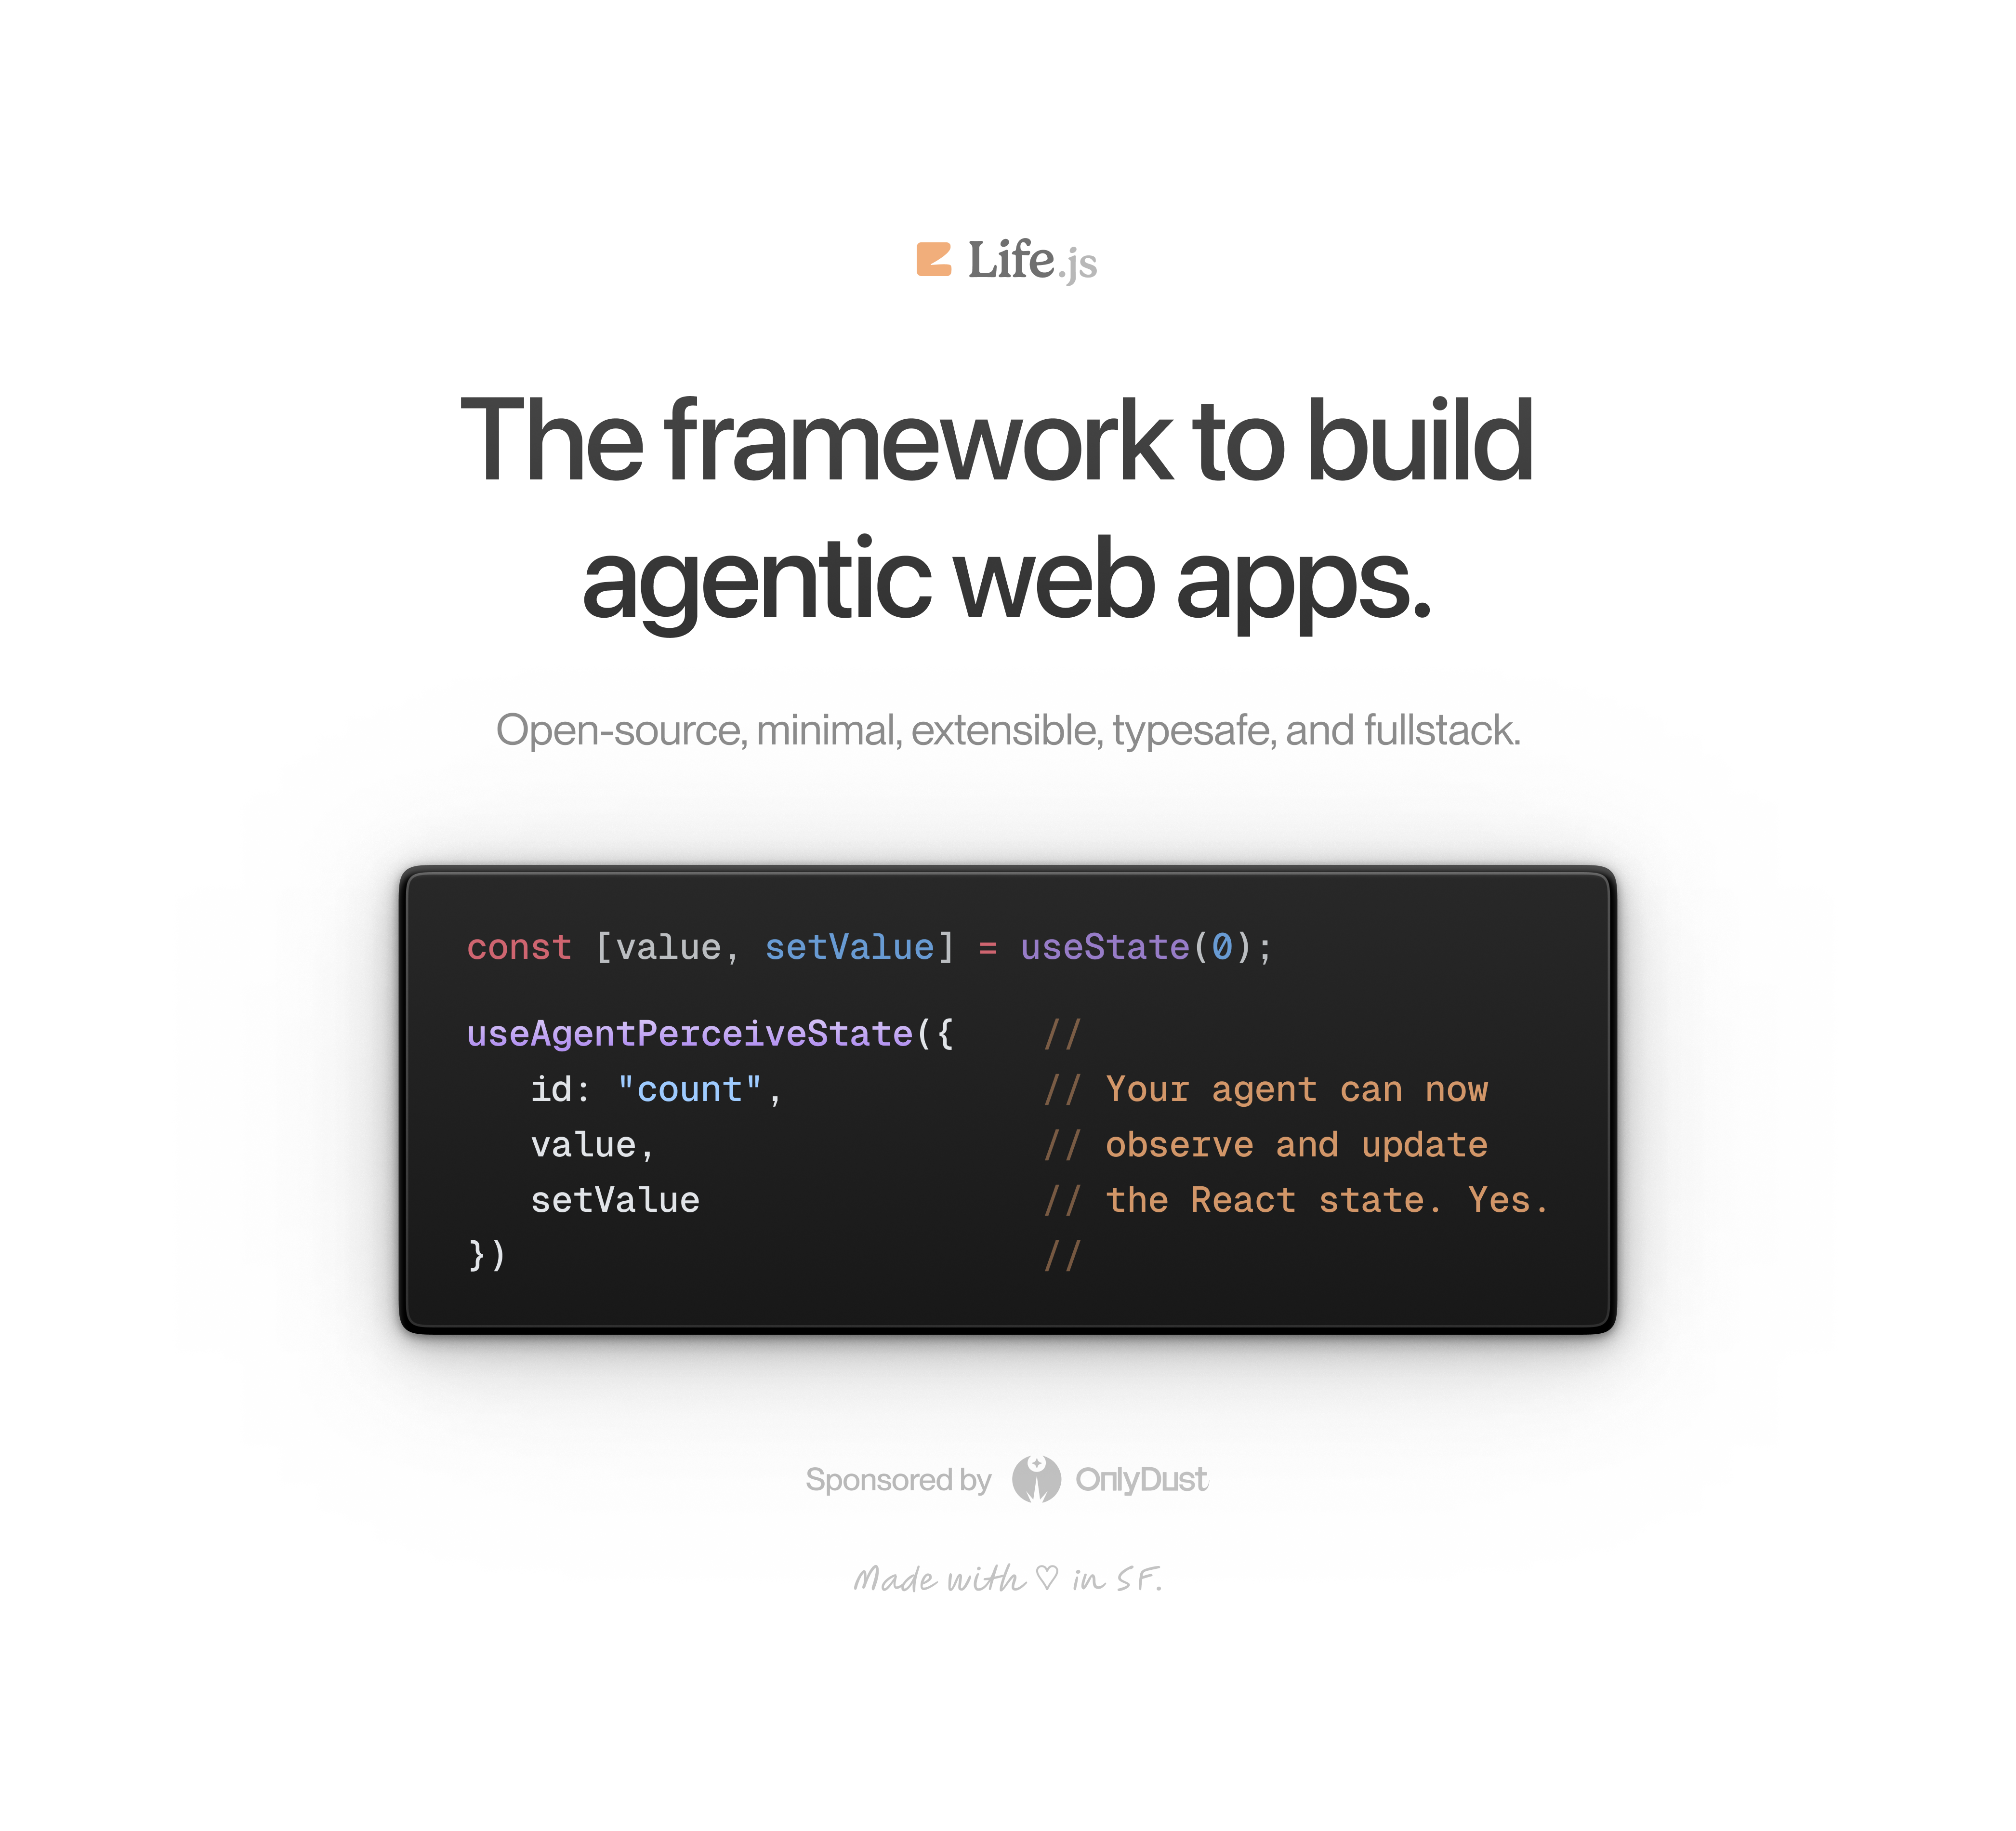 Life.js
The framework to build
agentic web apps.
Open-source, minimal, extensible, typesafe, and fullstack.
const [value, setValue] = useState(0);
useAgentPerceiveState({    //
   id: "count",            // Your agent can now
   value,                  // observe and update
   setValue                // the React state. Yes.
})                         //
Sponsored by OnlyDust
Made with ♡ in SF.